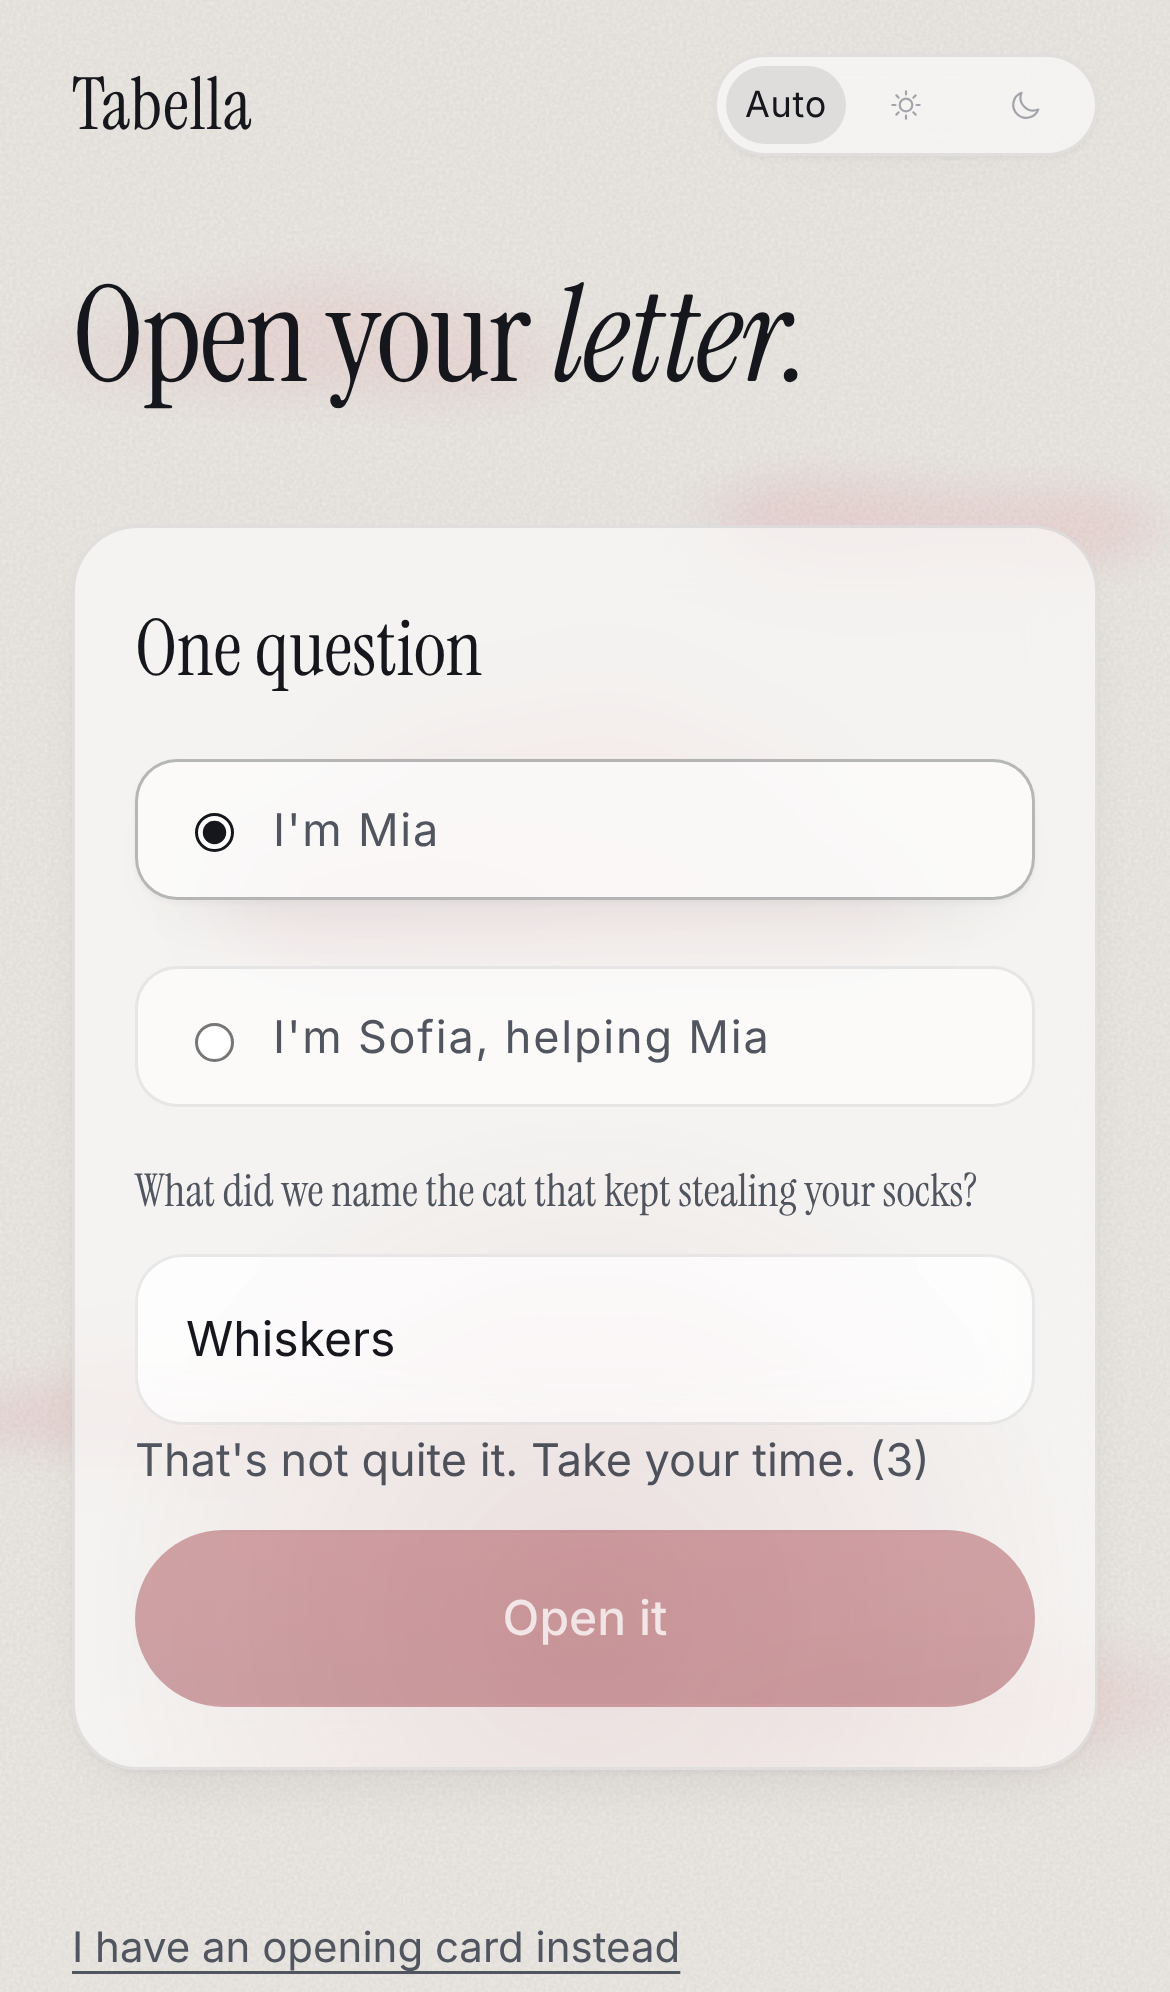 Tabella
Auto
Open your letter.
One question
I'm Mia
I'm Sofia, helping Mia
What did we name the cat that kept stealing your socks?
Whiskers
That's not quite it. Take your time. (3)
Open it
I have an opening card instead